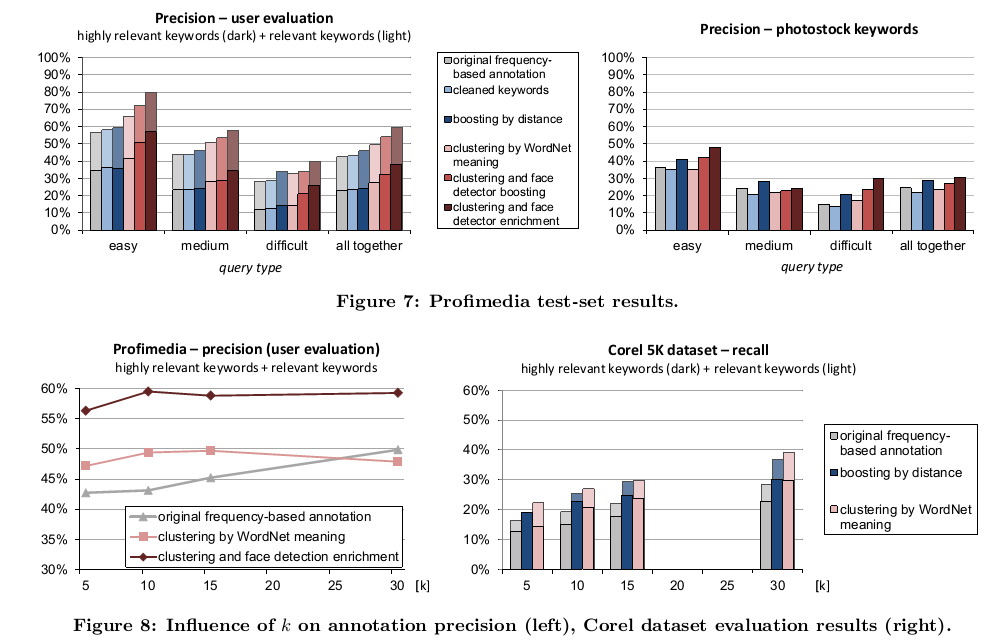 Precision – user evaluation
highly relevant keywords (dark) + relevant keywords (light)
100%
90%
80%
70%
60%
50%
40%
30%
20%
10%
0%
easy
medium
difficult
all together
query type
original frequency-
based annotation
cleaned keywords
boosting by distance
clustering by WordNet
meaning
clustering and face
detector boosting
clustering and face
detector enrichment
Precision – photostock keywords
100%
90%
80%
70%
60%
50%
40%
30%
20%
10%
0%
easy
medium
difficult
all together
query type
Figure 7: Profimedia test-set results.
Profimedia – precision (user evaluation)
highly relevant keywords + relevant keywords
60%
55%
50%
45%
40%
35%
30%
original frequency-based annotation
clustering by WordNet meaning
clustering and face detection enrichment
5 10 15 20 25 30 [k]
Corel 5K dataset – recall
highly relevant keywords (dark) + relevant keywords (light)
60%
50%
40%
30%
20%
10%
0%
5 10 15 20 25 30 [k]
original frequency-
based annotation
boosting by distance
clustering by WordNet
meaning
Figure 8: Influence of k on annotation precision (left), Corel dataset evaluation results (right).